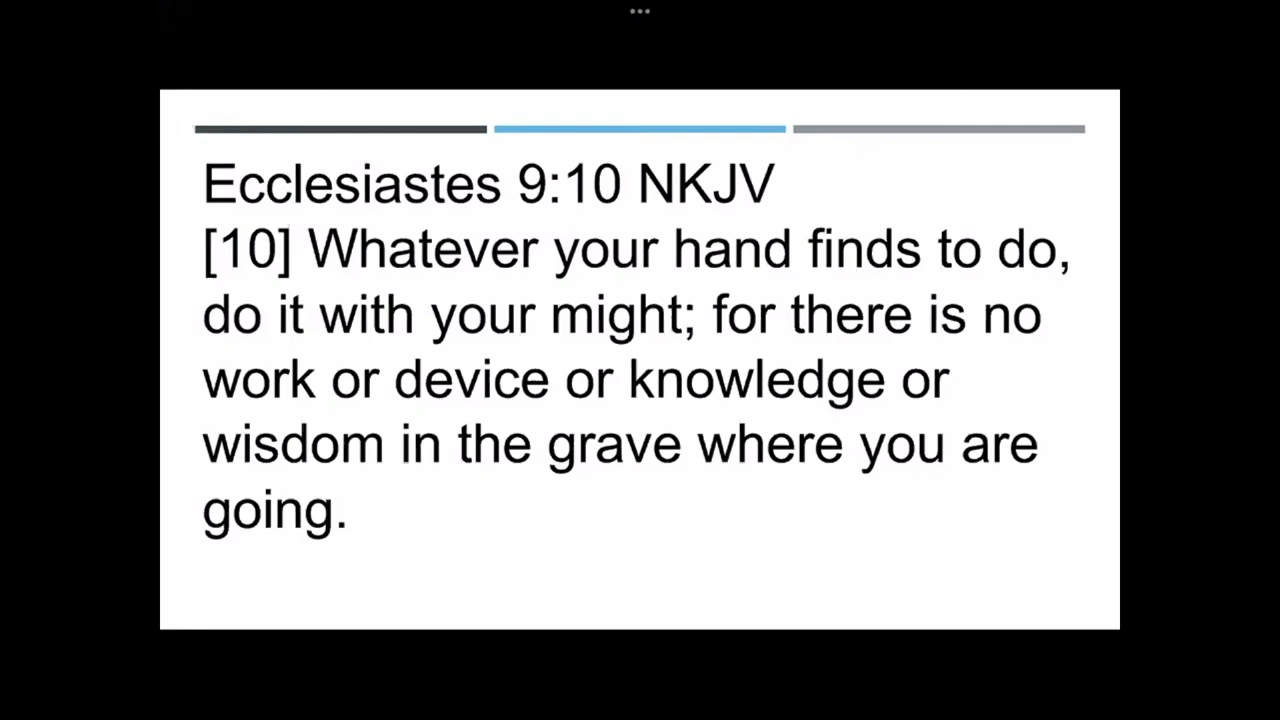 Ecclesiastes 9:10 NKJV
[10] Whatever your hand finds to do,
do it with your might; for there is no
work or device or knowledge or
wisdom in the grave where you are
going.